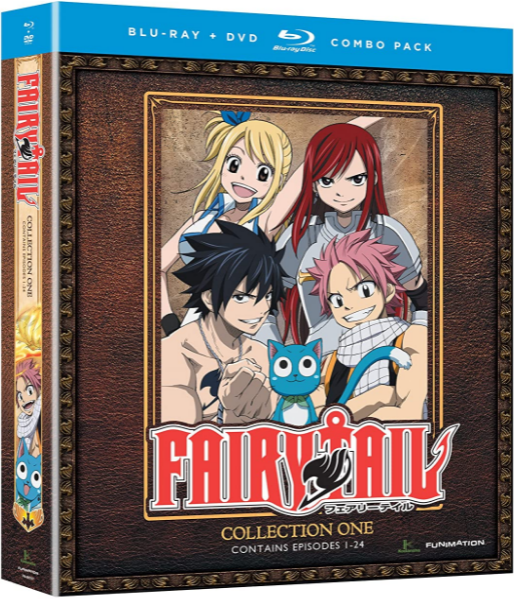 BLU-RAY + DVD Blu-ray Disc COMBO PACK
FAIRY TAIL
フェアリーテイル
COLLECTION ONE
CONTAINS EPISODES 1-24
FUNIMATION
FAIRY TAIL
COLLECTION ONE
CONTAINS EPISODES 1-24